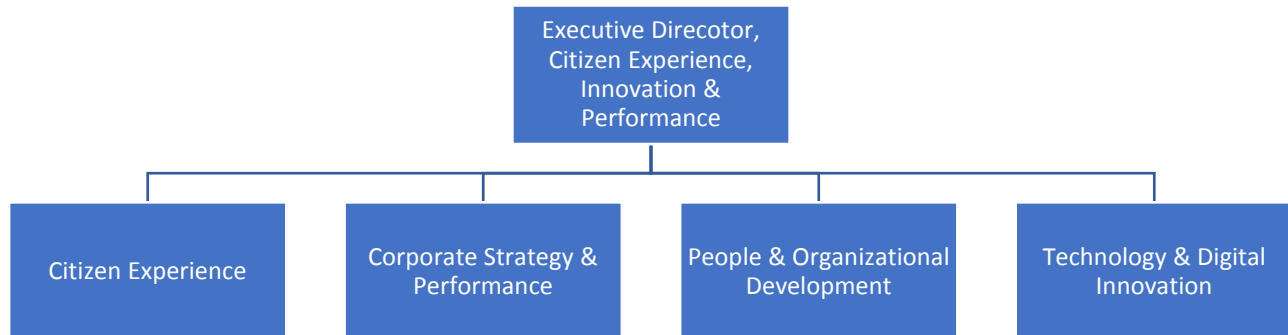 Executive Direcotor,
Citizen Experience,
Innovation &
Performance
Citizen Experience
Corporate Strategy &
Performance
People & Organizational
Development
Technology & Digital
Innovation